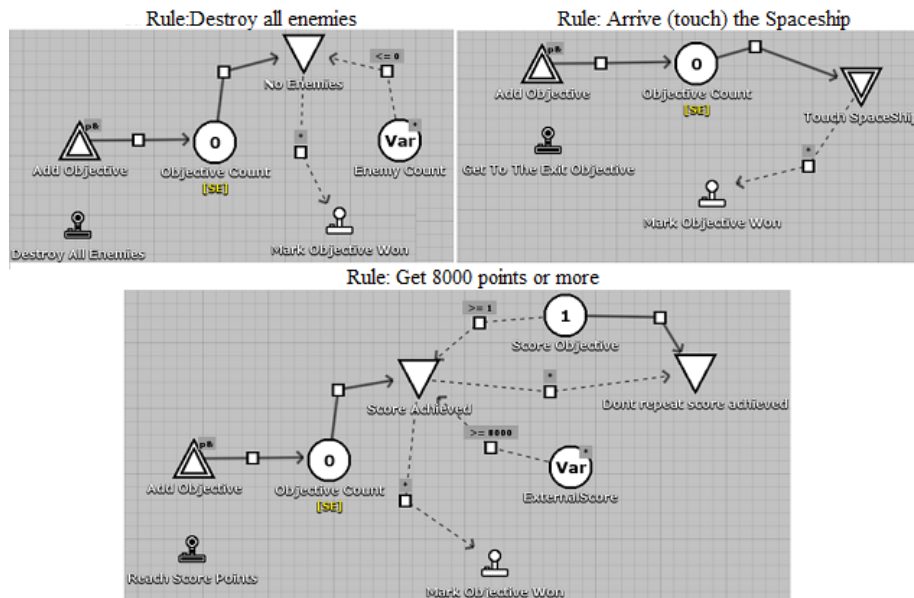 Rule:Destroy all enemies
<= 0
No Enemies
p&
*
*
0
Var
Add Objective
Objective Count
Enemy Count
[SE]
Destroy All Enemies
Mark Objective Won
Rule: Arrive (touch) the Spaceship
p&
0
Add Objective
Objective Count
[SE]
Touch SpaceShip
Get To The Exit Objective
*
Mark Objective Won
Rule: Get 8000 points or more
>= 1
1
Score Objective
*
Score Achieved
Dont repeat score achieved
>= 8000
p&
*
0
Var
Add Objective
Objective Count
ExternalScore
[SE]
*
Reach Score Points
Mark Objective Won